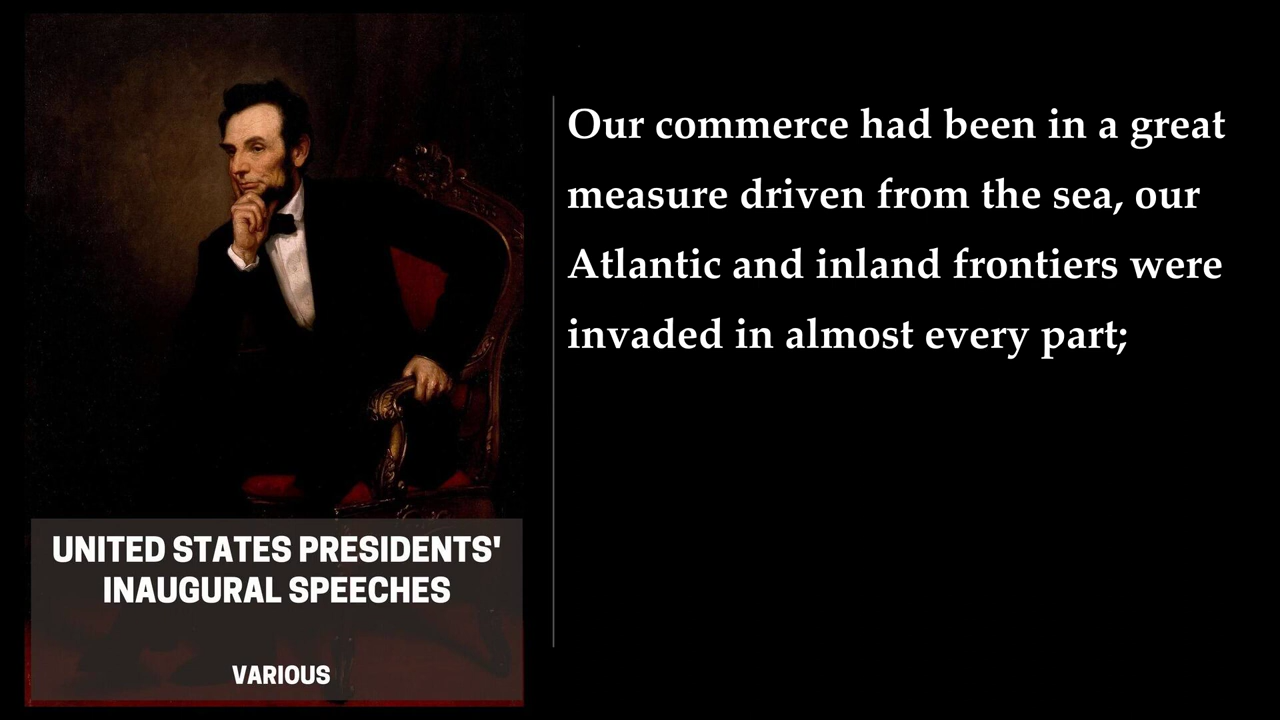 Our commerce had been in a great
measure driven from the sea, our
Atlantic and inland frontiers were
invaded in almost every part;
UNITED STATES PRESIDENTS'
INAUGURAL SPEECHES
VARIOUS